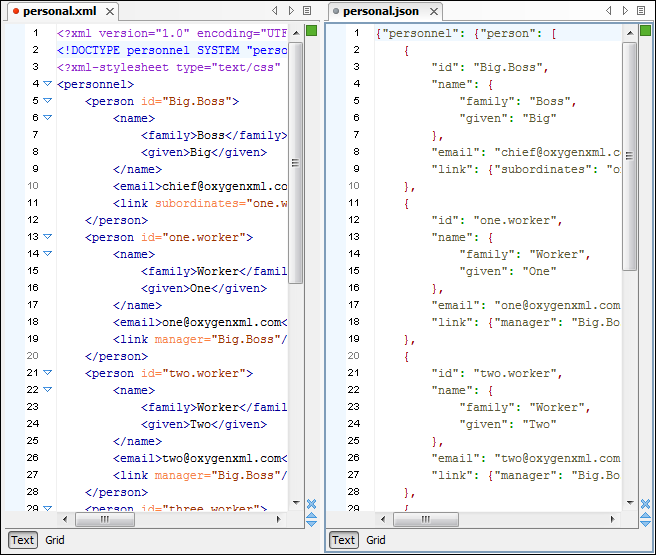 personal.xml
1 <?xml version="1.0" encoding="UTF
2 <!DOCTYPE personnel SYSTEM "perso
3 <?xml-stylesheet type="text/css"
4 <personnel>
5 <person id="Big.Boss">
6 <name>
7 <family>Boss</family>
8 <given>Big</given>
9 </name>
10 <email>chief@oxygenxml.co
11 <link subordinates="one.w
12 </person>
13 <person id="one.worker">
14 <name>
15 <family>Worker</fami
16 <given>One</given>
17 </name>
18 <email>one@oxygenxml.com<
19 <link manager="Big.Boss"/
20 </person>
21 <person id="two.worker">
22 <name>
23 <family>Worker</fami
24 <given>Two</given>
25 </name>
26 <email>two@oxygenxml.com<
27 <link manager="Big.Boss"/
28 </person>
29 <person id="three.worker">
Text Grid
personal.json
1 {"personnel": {"person": [
2 {
3 "id": "Big.Boss",
4 "name": {
5 "family": "Boss",
6 "given": "Big"
7 },
8 "email": "chief@oxygenxml.co
9 "link": {"subordinates": "o
10 },
11 {
12 "id": "one.worker",
13 "name": {
14 "family": "Worker",
15 "given": "One"
16 },
17 "email": "one@oxygenxml.com
18 "link": {"manager": "Big.Bo
19 },
20 {
21 "id": "two.worker",
22 "name": {
23 "family": "Worker",
24 "given": "Two"
25 },
26 "email": "two@oxygenxml.com
27 "link": {"manager": "Big.Bo
28 },
29 {
Text Grid